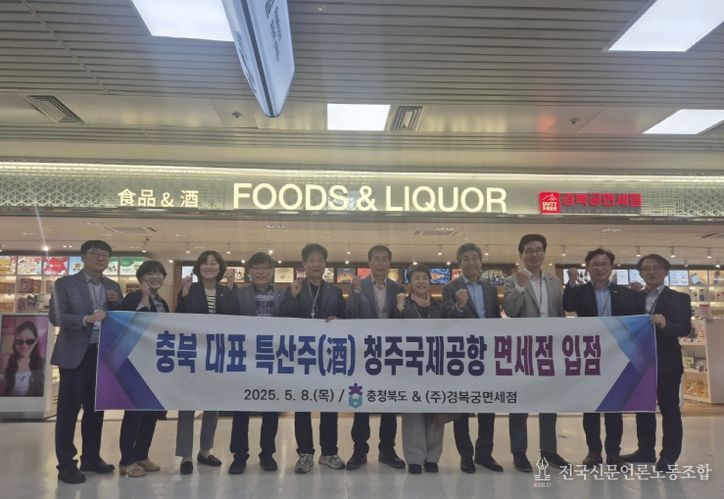 食品 & 酒 FOODS & LIQUOR DUTY FREE 경복궁면세점
충북 대표 특산주(酒) 청주국제공항 면세점 입점
2025. 5. 8.(목) / 충청북도 & (주)경복궁면세점
KNLU 전국신문언론노동조합